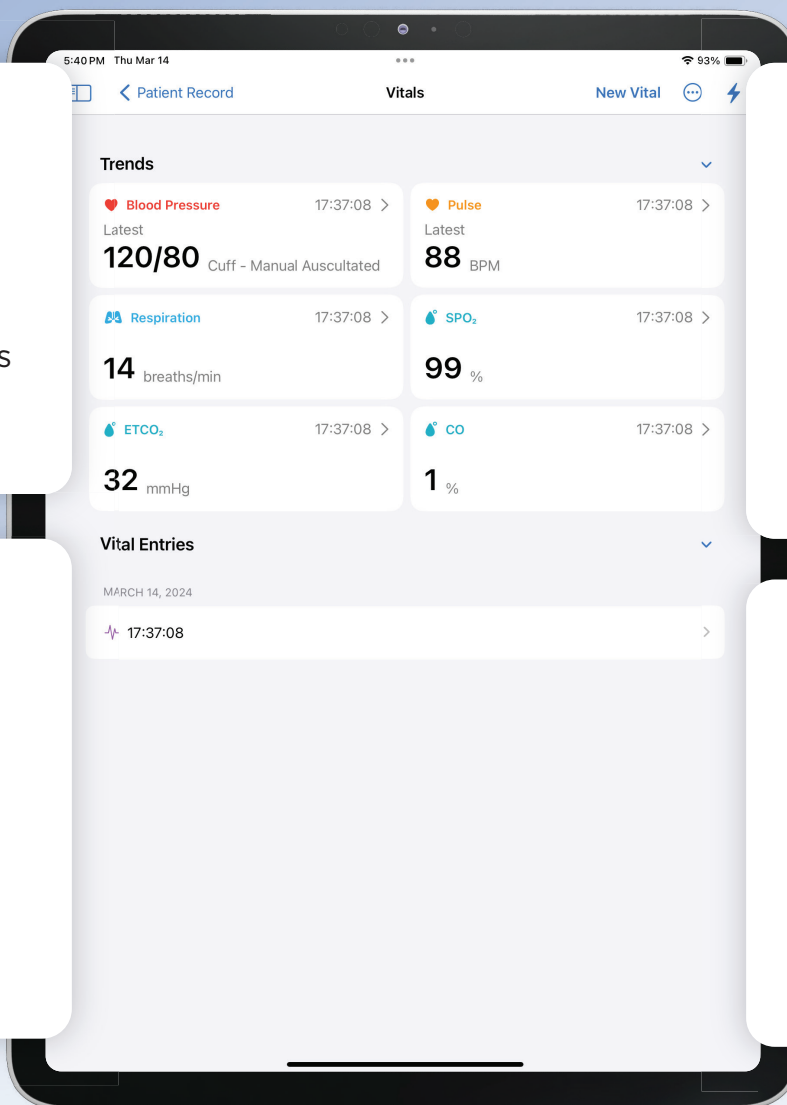 5:40 PM Thu Mar 14 93%
Patient Record Vitals New Vital
Trends
Blood Pressure 17:37:08 Pulse 17:37:08
Latest Latest
120/80 Cuff - Manual Auscultated 88 BPM
Respiration 17:37:08 SPO₂ 17:37:08
s
14 breaths/min 99 %
ETCO₂ 17:37:08 CO 17:37:08
32 mmHg 1 %
Vital Entries
MARCH 14, 2024
17:37:08